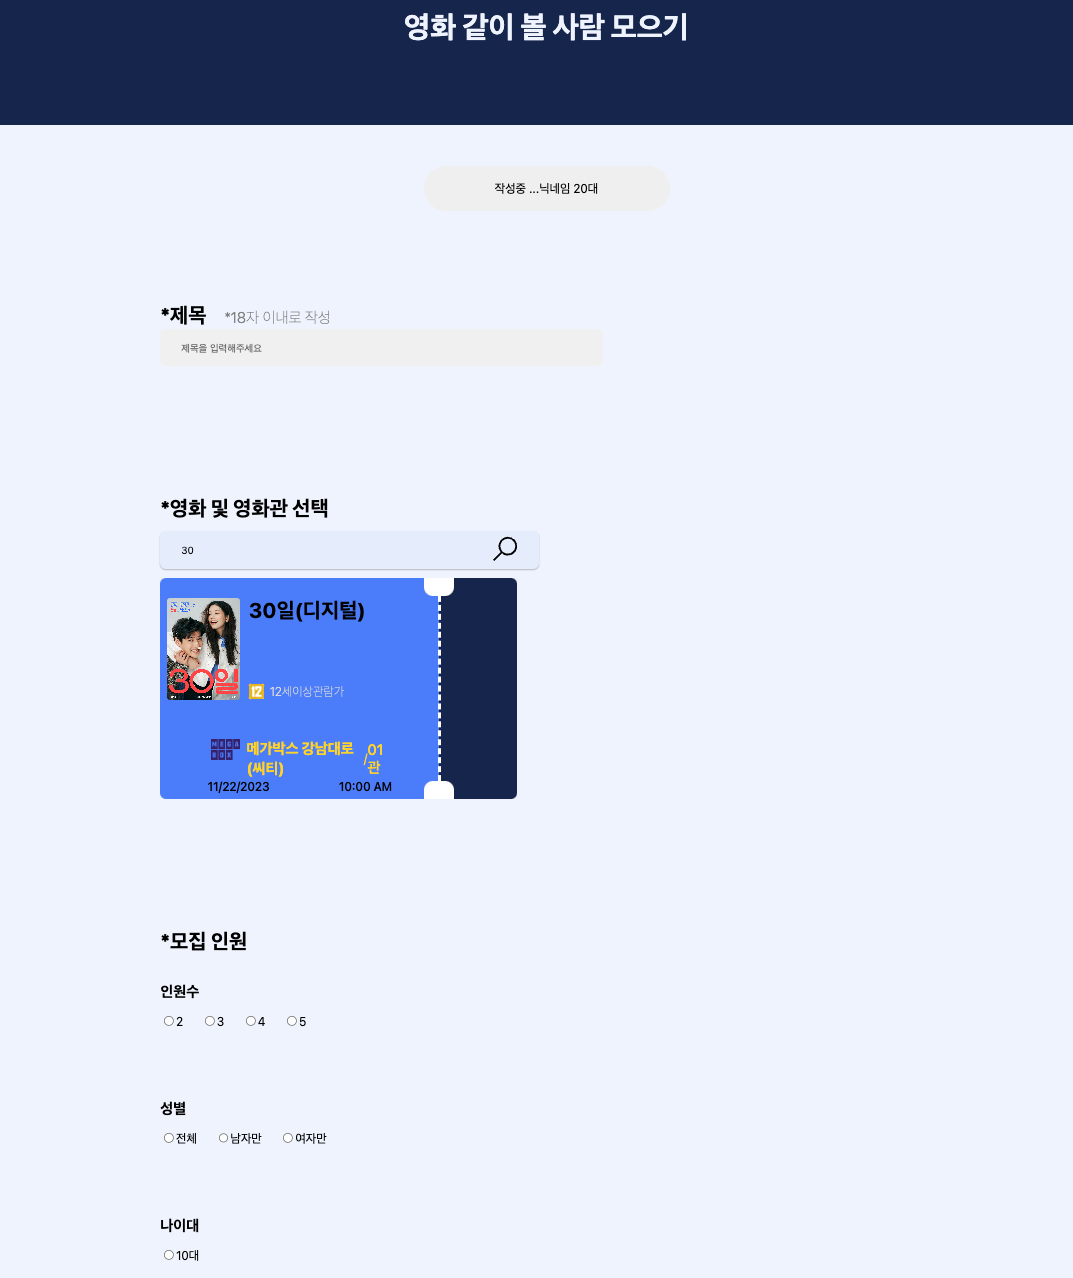 영화 같이 볼 사람 모으기
작성중 ...닉네임 20대
*제목 *18자 이내로 작성
제목을 입력해주세요
*영화 및 영화관 선택
30
30일(디지털)
30일
12 12세이상관람가
MEGA
BOX
메가박스 강남대로
(씨티)
/01
관
11/22/2023 10:00 AM
*모집 인원
인원수
2 3 4 5
성별
전체 남자만 여자만
나이대
10대